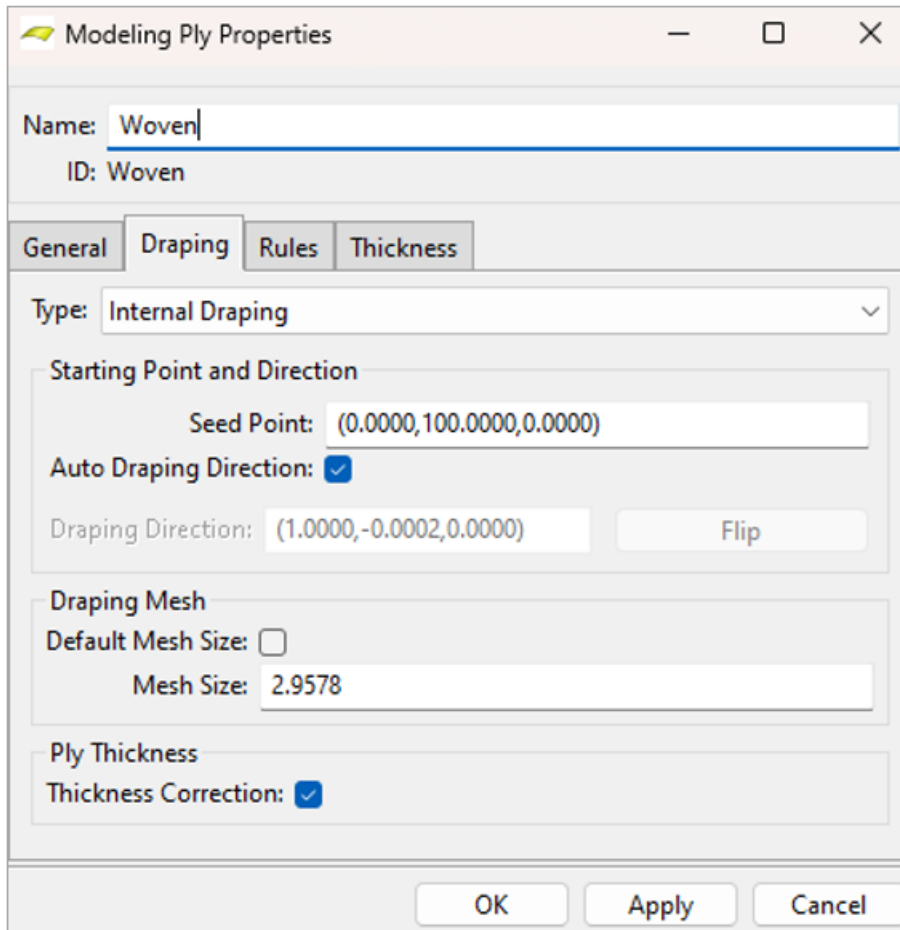 Modeling Ply Properties
Name: Woven
ID: Woven
General Draping Rules Thickness
Type: Internal Draping
Starting Point and Direction
Seed Point: (0.0000,100.0000,0.0000)
Auto Draping Direction:
Draping Direction: (1.0000,-0.0002,0.0000) Flip
Draping Mesh
Default Mesh Size:
Mesh Size: 2.9578
Ply Thickness
Thickness Correction:
OK Apply Cancel